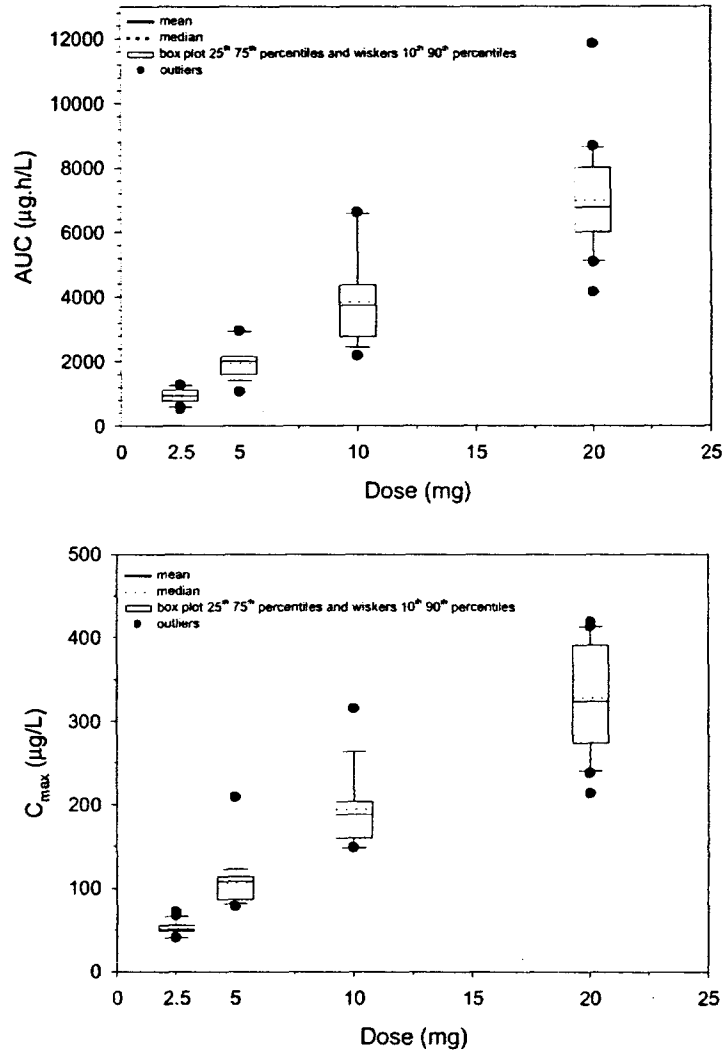 mean
median
box plot 25th 75th percentiles and wiskers 10th 90th percentiles
outliers
12000
10000
8000
6000
4000
2000
0
AUC (µg.h/L)
0 2.5 5 10 15 20 25
Dose (mg)
500
400
300
200
100
0
mean
median
box plot 25th 75th percentiles and wiskers 10th 90th percentiles
outliers
Cmax (µg/L)
0 2.5 5 10 15 20 25
Dose (mg)